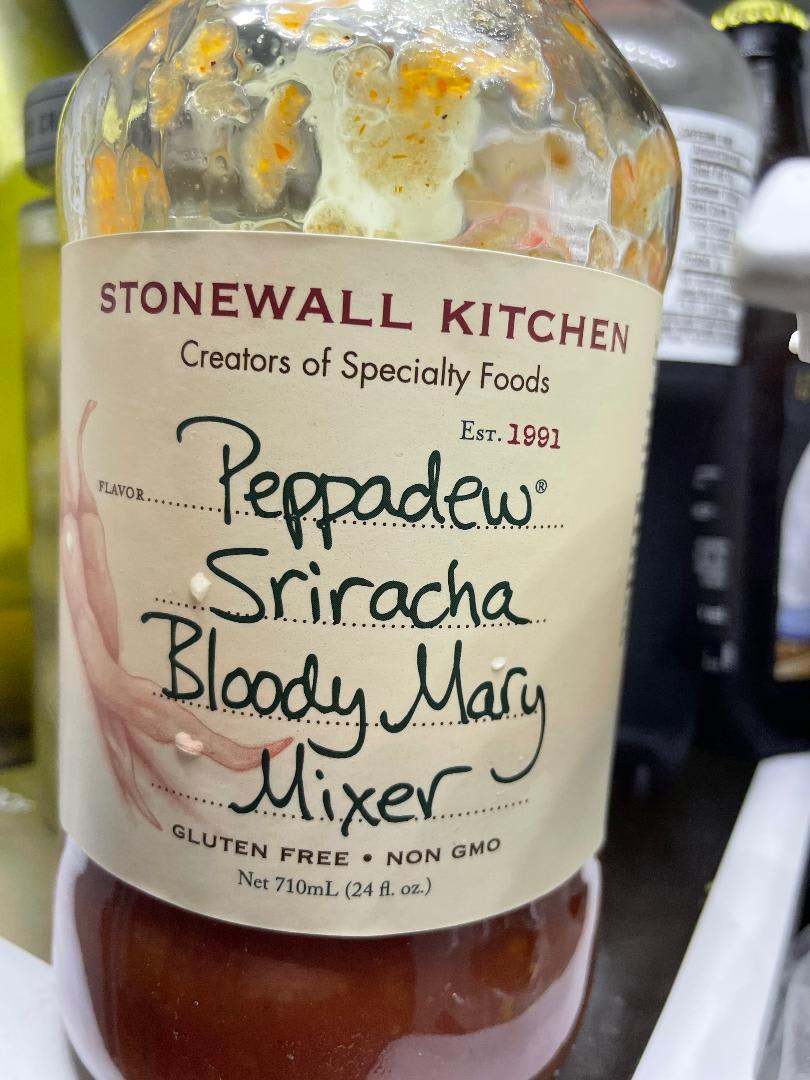 STONEWALL KITCHEN
Creators of Specialty Foods
EST. 1991
FLAVOR Peppadew®
Sriracha
Bloody Mary
Mixer
GLUTEN FREE • NON GMO
Net 710mL (24 fl. oz.)